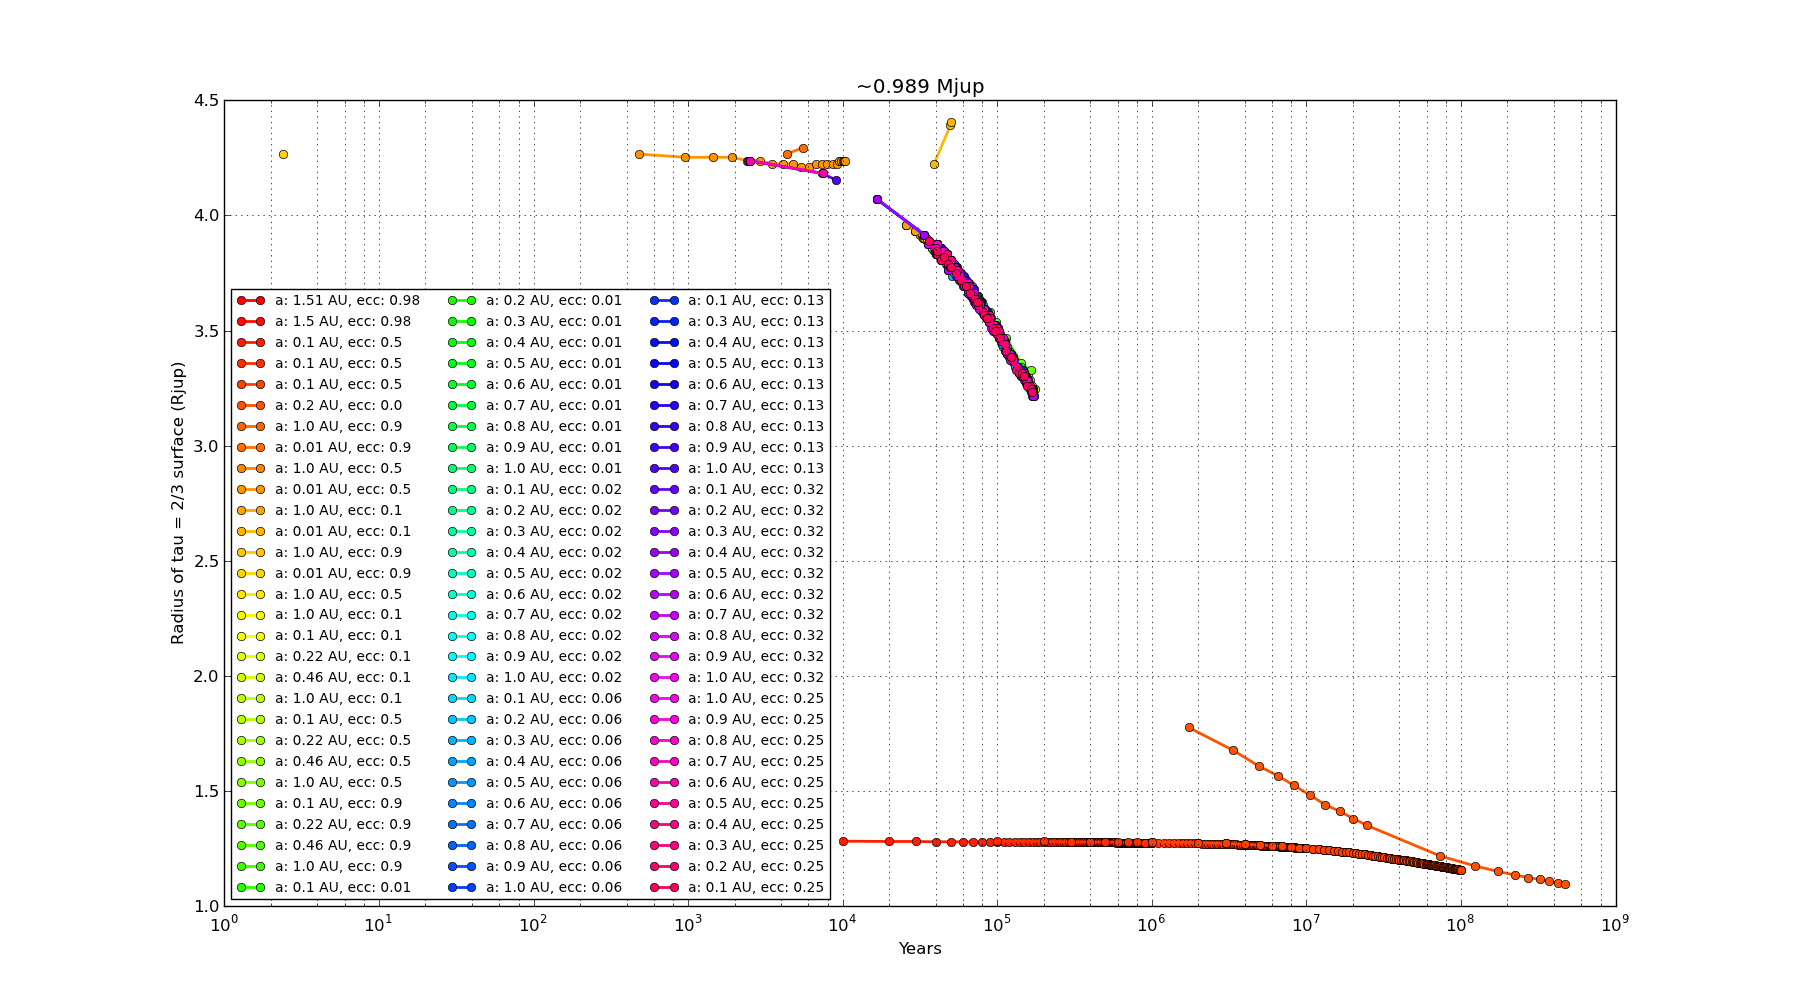 ~0.989 Mjup
Radius of tau = 2/3 surface (Rjup)
4.5
4.0
3.5
3.0
2.5
2.0
1.5
1.0
a: 1.51 AU, ecc: 0.98
a: 1.5 AU, ecc: 0.98
a: 0.1 AU, ecc: 0.5
a: 0.1 AU, ecc: 0.5
a: 0.1 AU, ecc: 0.5
a: 0.2 AU, ecc: 0.0
a: 1.0 AU, ecc: 0.9
a: 0.01 AU, ecc: 0.9
a: 1.0 AU, ecc: 0.5
a: 0.01 AU, ecc: 0.5
a: 1.0 AU, ecc: 0.1
a: 0.01 AU, ecc: 0.1
a: 1.0 AU, ecc: 0.9
a: 0.01 AU, ecc: 0.9
a: 1.0 AU, ecc: 0.5
a: 1.0 AU, ecc: 0.1
a: 0.1 AU, ecc: 0.1
a: 0.22 AU, ecc: 0.1
a: 0.46 AU, ecc: 0.1
a: 1.0 AU, ecc: 0.1
a: 0.1 AU, ecc: 0.5
a: 0.22 AU, ecc: 0.5
a: 0.46 AU, ecc: 0.5
a: 1.0 AU, ecc: 0.5
a: 0.1 AU, ecc: 0.9
a: 0.22 AU, ecc: 0.9
a: 0.46 AU, ecc: 0.9
a: 1.0 AU, ecc: 0.9
a: 0.1 AU, ecc: 0.01
a: 0.2 AU, ecc: 0.01
a: 0.3 AU, ecc: 0.01
a: 0.4 AU, ecc: 0.01
a: 0.5 AU, ecc: 0.01
a: 0.6 AU, ecc: 0.01
a: 0.7 AU, ecc: 0.01
a: 0.8 AU, ecc: 0.01
a: 0.9 AU, ecc: 0.01
a: 1.0 AU, ecc: 0.01
a: 0.1 AU, ecc: 0.02
a: 0.2 AU, ecc: 0.02
a: 0.3 AU, ecc: 0.02
a: 0.4 AU, ecc: 0.02
a: 0.5 AU, ecc: 0.02
a: 0.6 AU, ecc: 0.02
a: 0.7 AU, ecc: 0.02
a: 0.8 AU, ecc: 0.02
a: 0.9 AU, ecc: 0.02
a: 1.0 AU, ecc: 0.02
a: 0.1 AU, ecc: 0.06
a: 0.2 AU, ecc: 0.06
a: 0.3 AU, ecc: 0.06
a: 0.4 AU, ecc: 0.06
a: 0.5 AU, ecc: 0.06
a: 0.6 AU, ecc: 0.06
a: 0.7 AU, ecc: 0.06
a: 0.8 AU, ecc: 0.06
a: 0.9 AU, ecc: 0.06
a: 1.0 AU, ecc: 0.06
a: 0.1 AU, ecc: 0.13
a: 0.3 AU, ecc: 0.13
a: 0.4 AU, ecc: 0.13
a: 0.5 AU, ecc: 0.13
a: 0.6 AU, ecc: 0.13
a: 0.7 AU, ecc: 0.13
a: 0.8 AU, ecc: 0.13
a: 0.9 AU, ecc: 0.13
a: 1.0 AU, ecc: 0.13
a: 0.1 AU, ecc: 0.32
a: 0.2 AU, ecc: 0.32
a: 0.3 AU, ecc: 0.32
a: 0.4 AU, ecc: 0.32
a: 0.5 AU, ecc: 0.32
a: 0.6 AU, ecc: 0.32
a: 0.7 AU, ecc: 0.32
a: 0.8 AU, ecc: 0.32
a: 0.9 AU, ecc: 0.32
a: 1.0 AU, ecc: 0.32
a: 1.0 AU, ecc: 0.25
a: 0.9 AU, ecc: 0.25
a: 0.8 AU, ecc: 0.25
a: 0.7 AU, ecc: 0.25
a: 0.6 AU, ecc: 0.25
a: 0.5 AU, ecc: 0.25
a: 0.4 AU, ecc: 0.25
a: 0.3 AU, ecc: 0.25
a: 0.2 AU, ecc: 0.25
a: 0.1 AU, ecc: 0.25
10⁰ 10¹ 10² 10³ 10⁴ 10⁵ 10⁶ 10⁷ 10⁸ 10⁹
Years